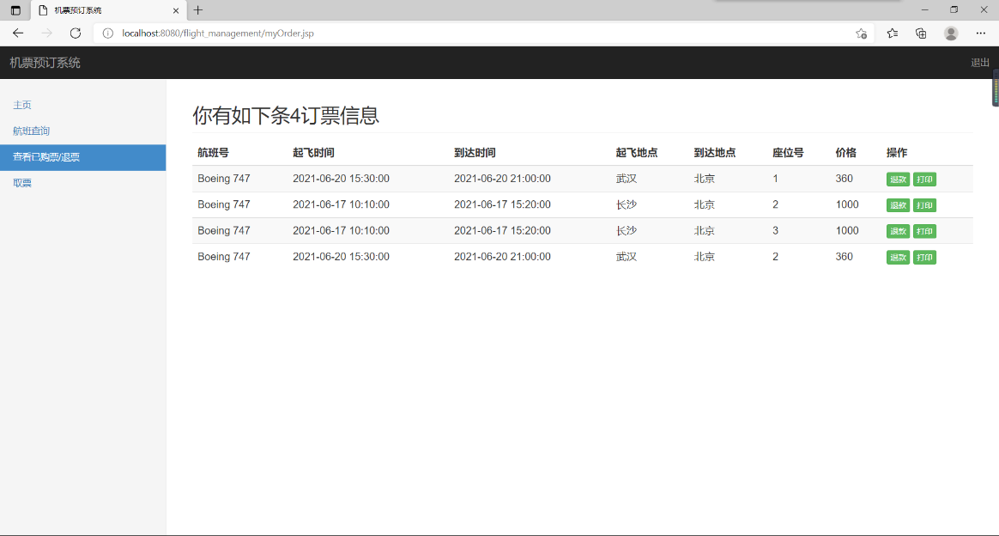 机票预订系统
localhost:8080/flight_management/myOrder.jsp
机票预订系统 退出
主页
航班查询
查看已购票/退票
取票
你有如下条4订票信息
航班号 起飞时间 到达时间 起飞地点 到达地点 座位号 价格 操作
Boeing 747 2021-06-20 15:30:00 2021-06-20 21:00:00 武汉 北京 1 360 退款 打印
Boeing 747 2021-06-17 10:10:00 2021-06-17 15:20:00 长沙 北京 2 1000 退款 打印
Boeing 747 2021-06-17 10:10:00 2021-06-17 15:20:00 长沙 北京 3 1000 退款 打印
Boeing 747 2021-06-20 15:30:00 2021-06-20 21:00:00 武汉 北京 2 360 退款 打印